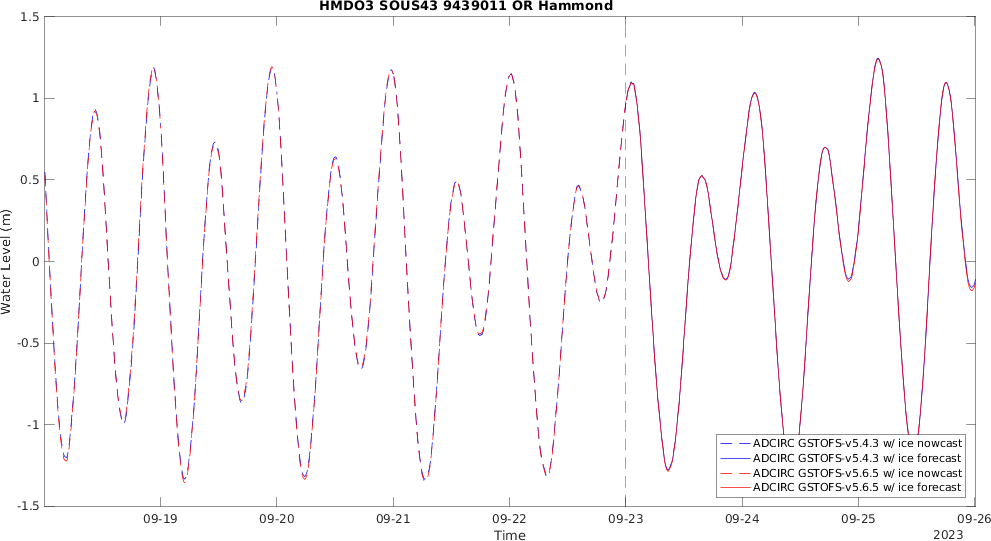 HMDO3 SOUS43 9439011 OR Hammond
1.5
1
0.5
0
-0.5
-1
-1.5
Water Level (m)
ADCIRC GSTOFS-v5.4.3 w/ ice nowcast
ADCIRC GSTOFS-v5.4.3 w/ ice forecast
ADCIRC GSTOFS-v5.6.5 w/ ice nowcast
ADCIRC GSTOFS-v5.6.5 w/ ice forecast
09-19 09-20 09-21 09-22 09-23 09-24 09-25 09-26
Time
2023